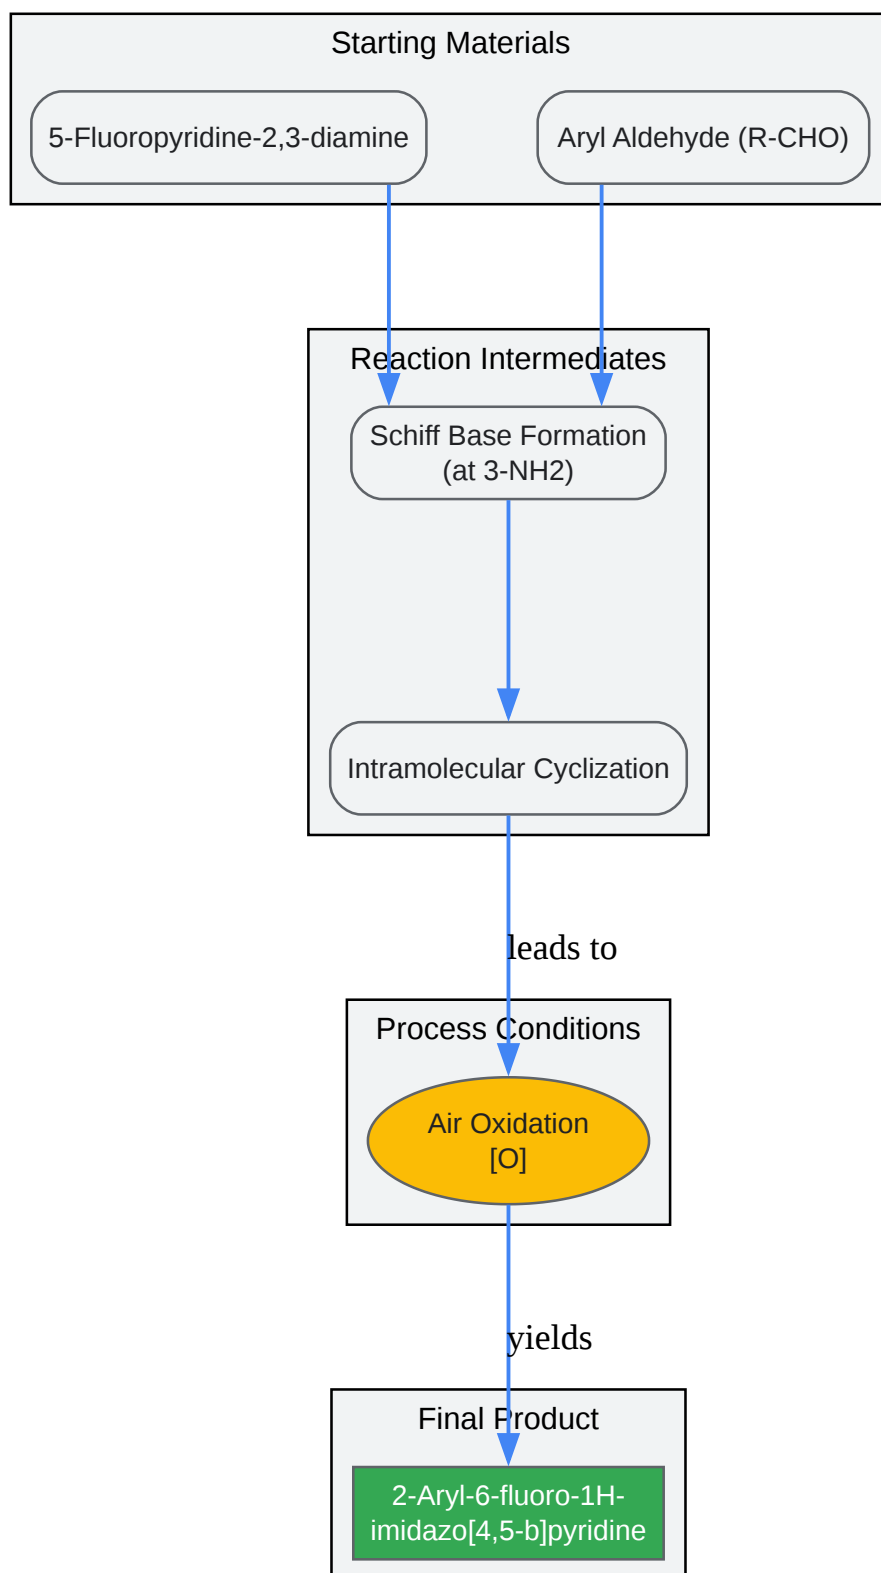 Starting Materials
5-Fluoropyridine-2,3-diamine
Aryl Aldehyde (R-CHO)
Reaction Intermediates
Schiff Base Formation
(at 3-NH2)
Intramolecular Cyclization
leads to
Process Conditions
Air Oxidation
[O]
yields
Final Product
2-Aryl-6-fluoro-1H-
imidazo[4,5-b]pyridine